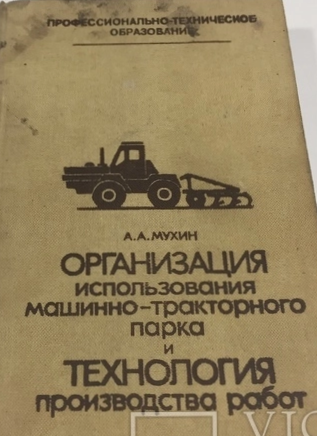 ПРОФЕССИОНАЛЬНО-ТЕХНИЧЕСКОЕ
ОБРАЗОВАНИЕ
А.А.МУХИН
ОРГАНИЗАЦИЯ
использования
машинно-тракторного
парка
и
ТЕХНОЛОГИЯ
производства работ